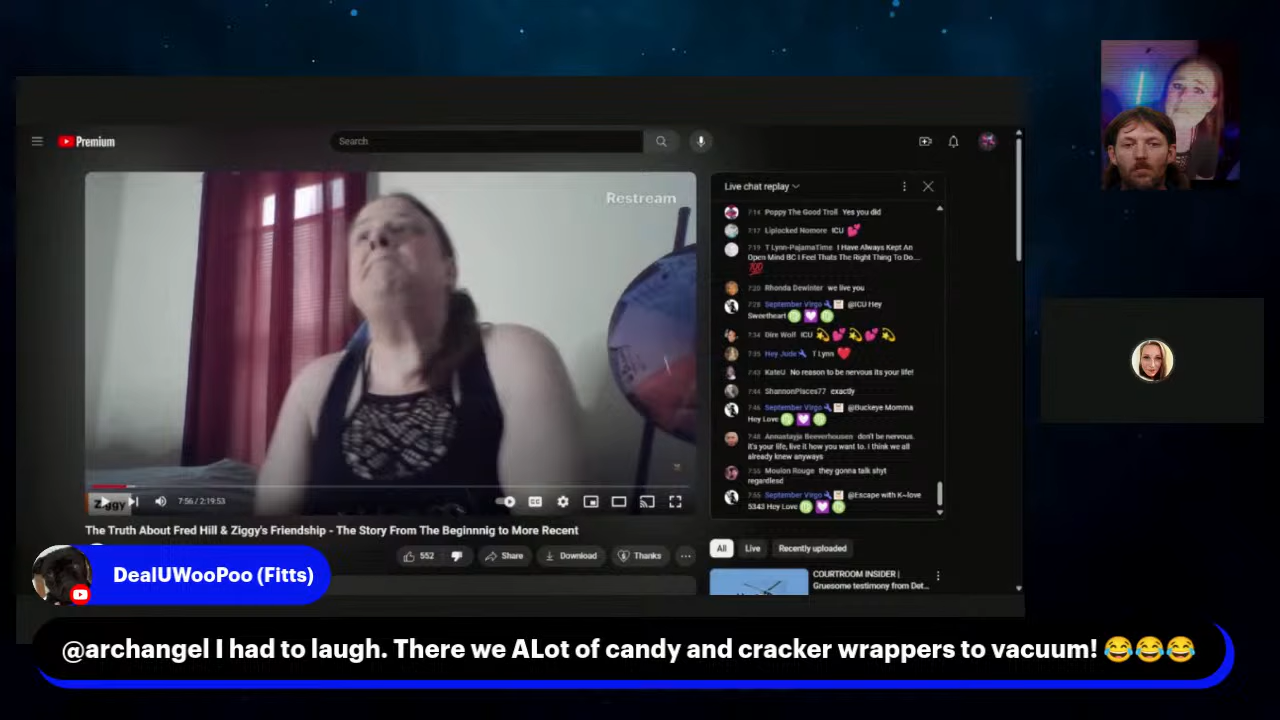 Premium
Search
Restream
Ziggy
7:56 / 2:19:53
The Truth About Fred Hill & Ziggy's Friendship - The Story From The Beginnnig to More Recent
552
Share
Download
Thanks
Live chat replay
7:14 Poppy The Good Troll Yes you did
7:17 Liplocked Nomore ICU 💕
7:19 T Lynn-PajamaTime I Have Always Kept An
Open Mind BC I Feel Thats The Right Thing To Do...
💯
7:20 Rhonda Dewinter we live you
7:28 September Virgo @ICU Hey
Sweetheart ♍💟♍
7:34 Dire Wolf ICU 💫💕💫💕💫
7:35 Hey Jude T Lynn ❤️
7:43 KateU No reason to be nervous its your life!
7:44 ShannonPisces77 exactly
7:46 September Virgo @Buckeye Momma
Hey Love ♍💟♍
7:48 Annastayja Beeverhausen don't be nervous.
It's your life, live it how you want to. I think we all
already knew anyways
7:55 Moulon Rouge they gonna talk shyt
regardlesd
7:55 September Virgo @Escape with K~love
5343 Hey Love ♍💟♍
All
Live
Recently uploaded
COURTROOM INSIDER |
Gruesome testimony from Det...
DealUWooPoo (Fitts)
@archangel I had to laugh. There we ALot of candy and cracker wrappers to vacuum! 😂😂😂